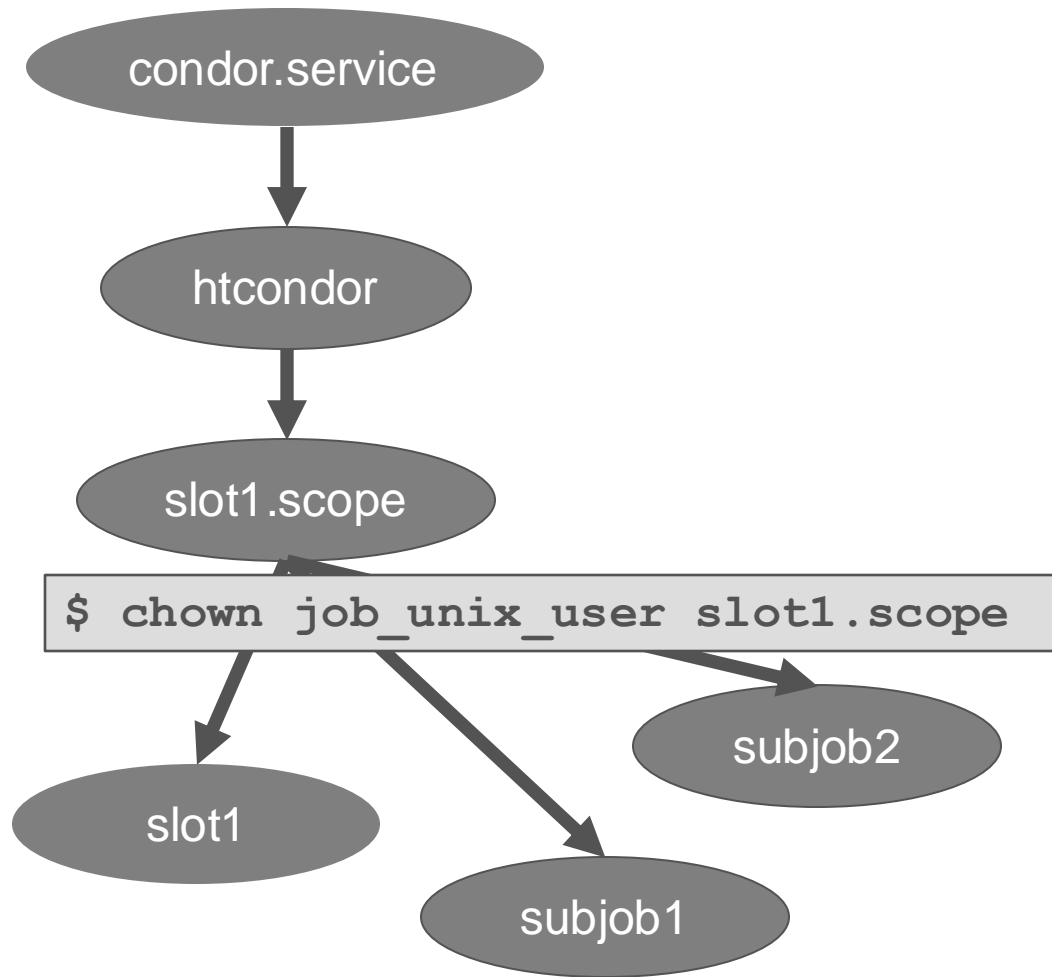 condor.service
htcondor
slot1.scope
$ chown job_unix_user slot1.scope
subjob2
slot1
subjob1